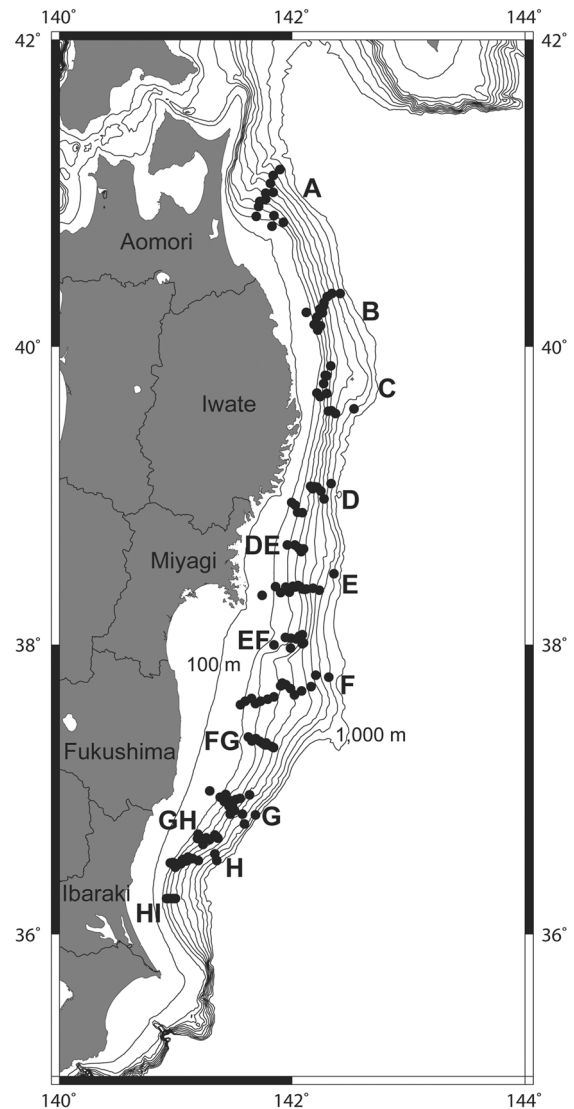 140°
142°
144°
42°
42°
A
Aomori
B
40°
40°
C
Iwate
D
DE
Miyagi
E
EF
38°
38°
100 m
F
FG
1,000 m
Fukushima
GH
G
H
Ibaraki
HI
36°
36°
140°
142°
144°